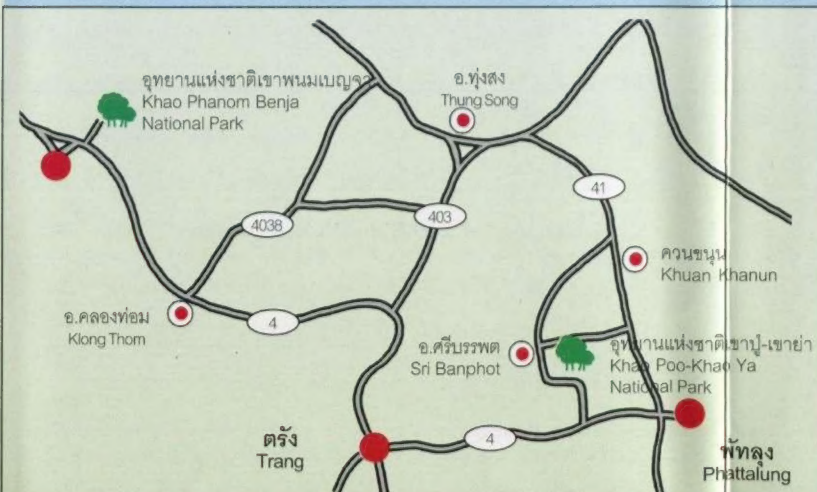 อุทยานแห่งชาติเขาพนมเบญจา
Khao Phanom Benja
National Park
อ.ทุ่งสง
Thung Song
41
4038
403
ควนขนุน
Khuan Khanun
อ.คลองท่อม
Klong Thom
4
อ.ศรีบรรพต
Sri Banphot
อุทยานแห่งชาติเขาปู่-เขาย่า
Khao Poo-Khao Ya
National Park
ตรัง
Trang
4
พัทลุง
Phattalung